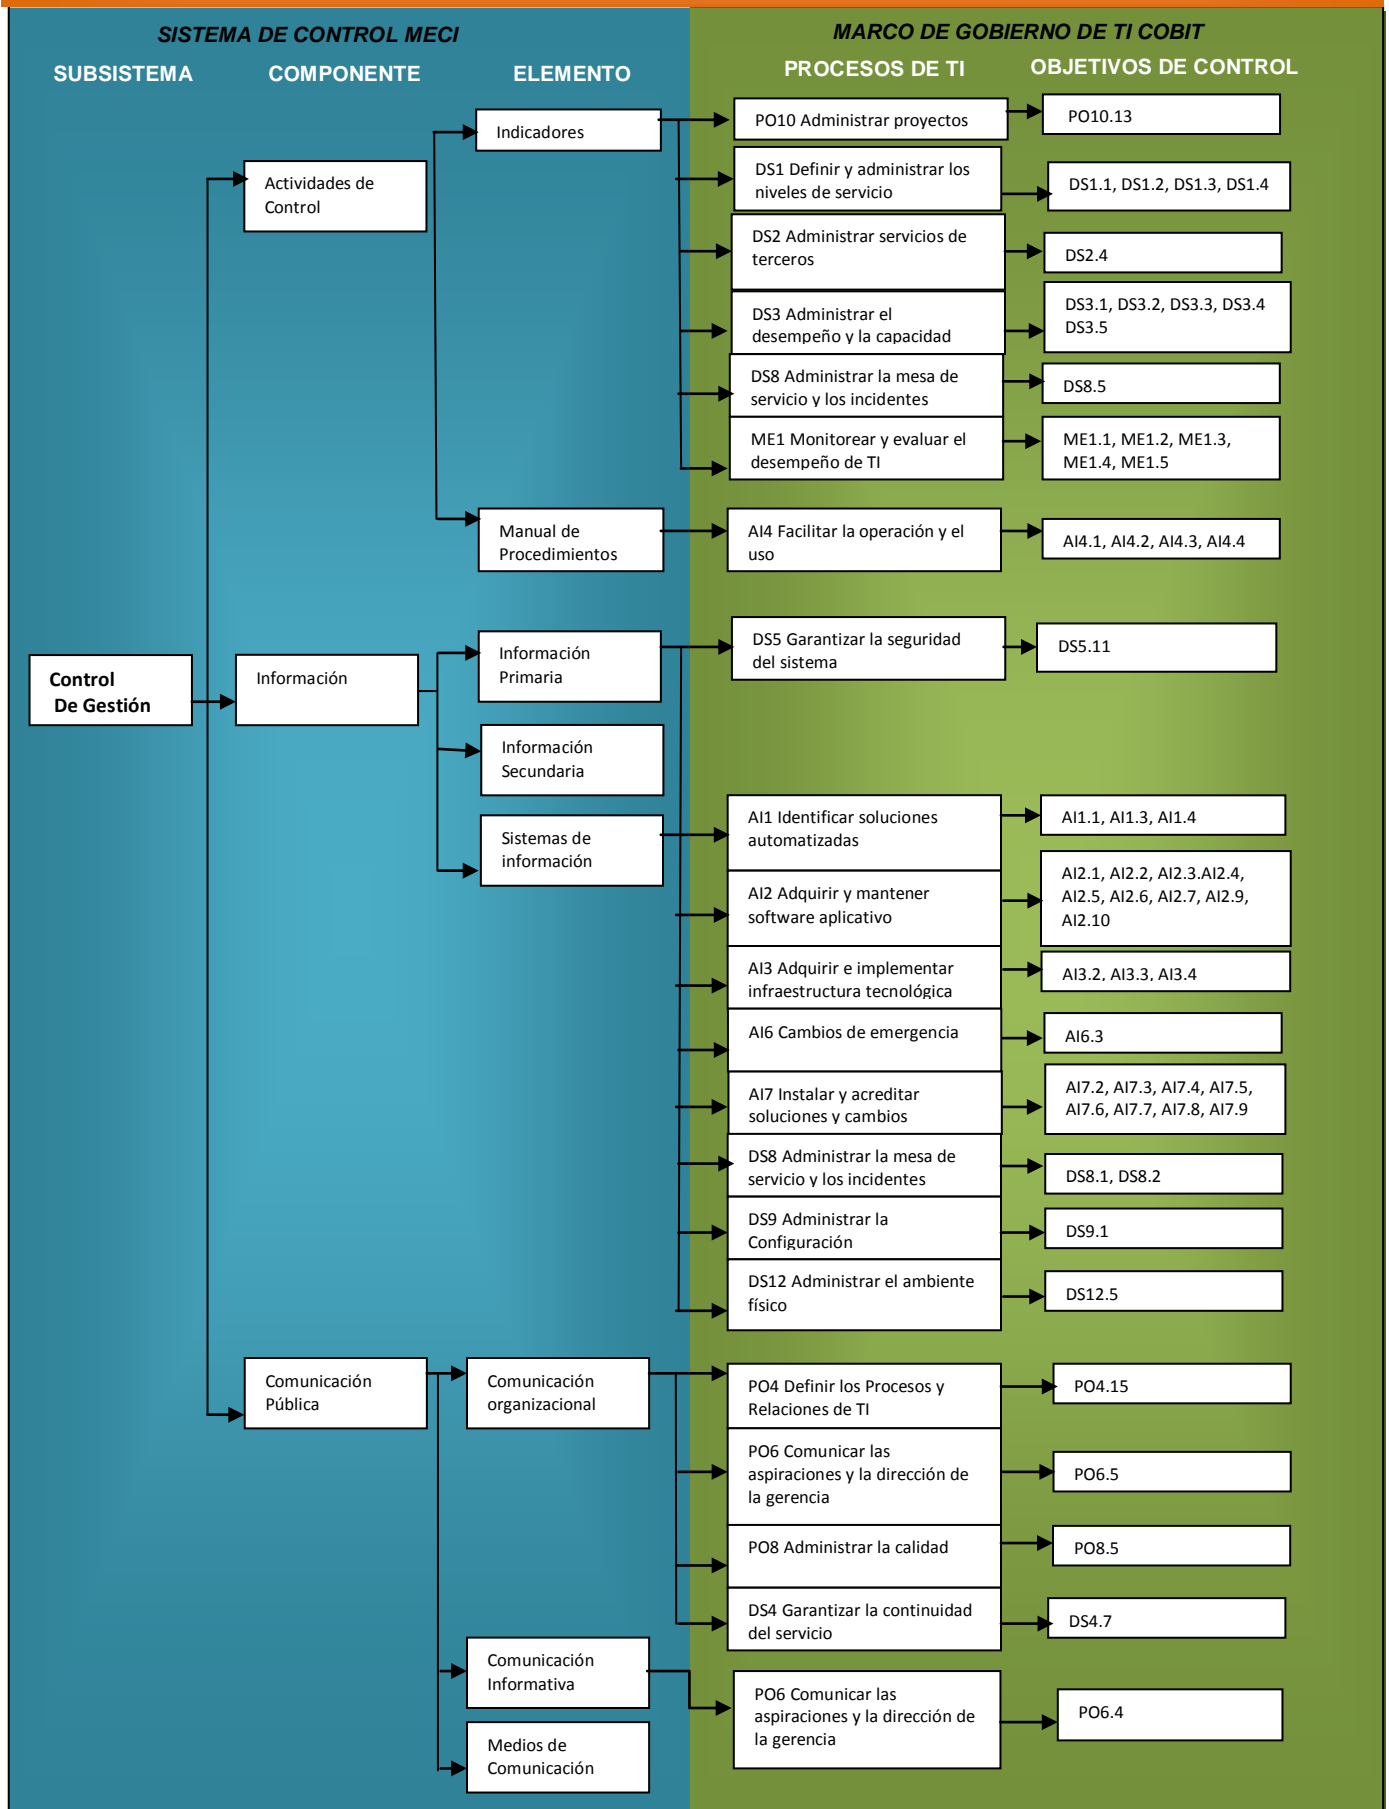 SISTEMA DE CONTROL MECI
MARCO DE GOBIERNO DE TI COBIT
SUBSISTEMA
COMPONENTE
ELEMENTO
PROCESOS DE TI
OBJETIVOS DE CONTROL
Control
De Gestión
Actividades de
Control
Indicadores
PO10 Administrar proyectos
PO10.13
DS1 Definir y administrar los
niveles de servicio
DS1.1, DS1.2, DS1.3, DS1.4
DS2 Administrar servicios de
terceros
DS2.4
DS3 Administrar el
desempeño y la capacidad
DS3.1, DS3.2, DS3.3, DS3.4
DS3.5
DS8 Administrar la mesa de
servicio y los incidentes
DS8.5
ME1 Monitorear y evaluar el
desempeño de TI
ME1.1, ME1.2, ME1.3,
ME1.4, ME1.5
Manual de
Procedimientos
AI4 Facilitar la operación y el
uso
AI4.1, AI4.2, AI4.3, AI4.4
Información
Información
Primaria
DS5 Garantizar la seguridad
del sistema
DS5.11
Información
Secundaria
Sistemas de
información
AI1 Identificar soluciones
automatizadas
AI1.1, AI1.3, AI1.4
AI2 Adquirir y mantener
software aplicativo
AI2.1, AI2.2, AI2.3.AI2.4,
AI2.5, AI2.6, AI2.7, AI2.9,
AI2.10
AI3 Adquirir e implementar
infraestructura tecnológica
AI3.2, AI3.3, AI3.4
AI6 Cambios de emergencia
AI6.3
AI7 Instalar y acreditar
soluciones y cambios
AI7.2, AI7.3, AI7.4, AI7.5,
AI7.6, AI7.7, AI7.8, AI7.9
DS8 Administrar la mesa de
servicio y los incidentes
DS8.1, DS8.2
DS9 Administrar la
Configuración
DS9.1
DS12 Administrar el ambiente
físico
DS12.5
Comunicación
Pública
Comunicación
organizacional
PO4 Definir los Procesos y
Relaciones de TI
PO4.15
PO6 Comunicar las
aspiraciones y la dirección de
la gerencia
PO6.5
PO8 Administrar la calidad
PO8.5
DS4 Garantizar la continuidad
del servicio
DS4.7
Comunicación
Informativa
PO6 Comunicar las
aspiraciones y la dirección de
la gerencia
PO6.4
Medios de
Comunicación